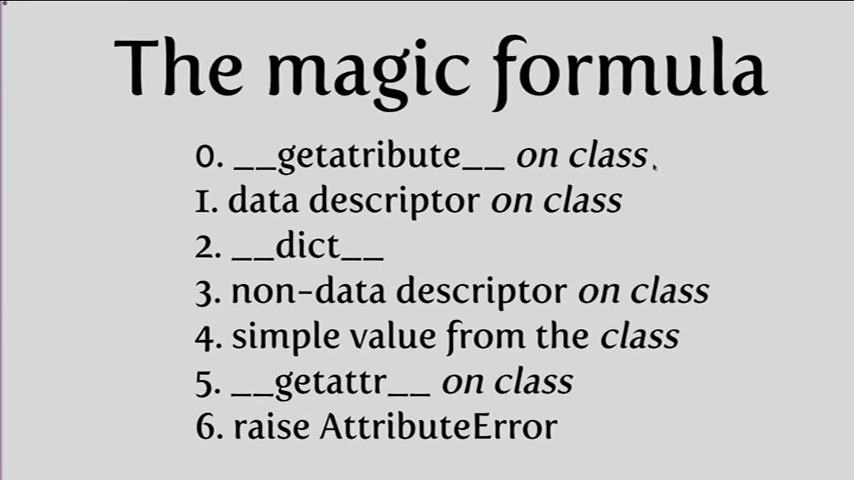 The magic formula
0. __getatribute__ on class
1. data descriptor on class
2. __dict__
3. non-data descriptor on class
4. simple value from the class
5. __getattr__ on class
6. raise AttributeError